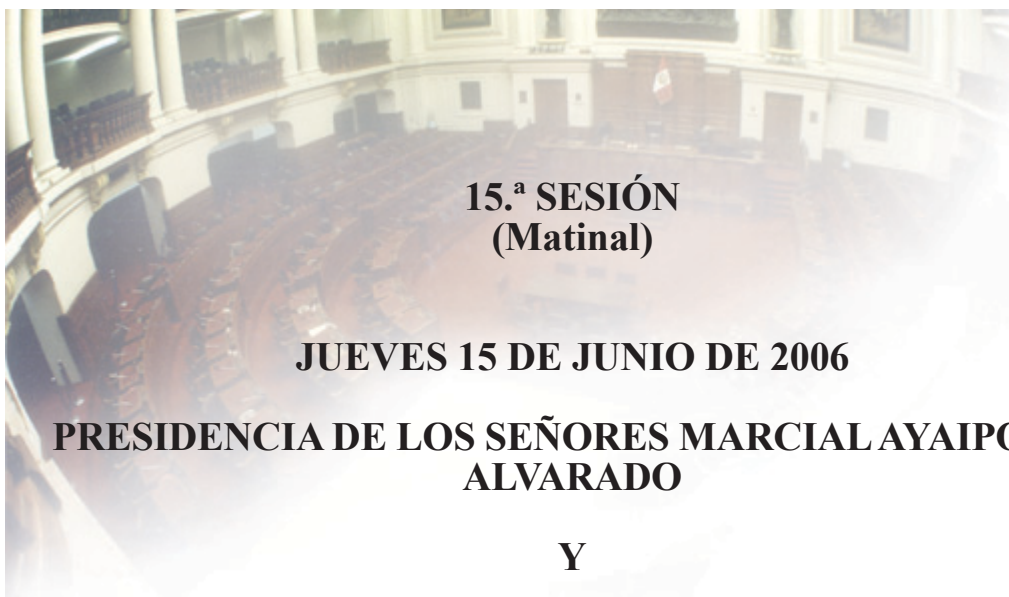 15.ª SESIÓN
(Matinal)
JUEVES 15 DE JUNIO DE 2006
PRESIDENCIA DE LOS SEÑORES MARCIAL
ALVARADO
Y